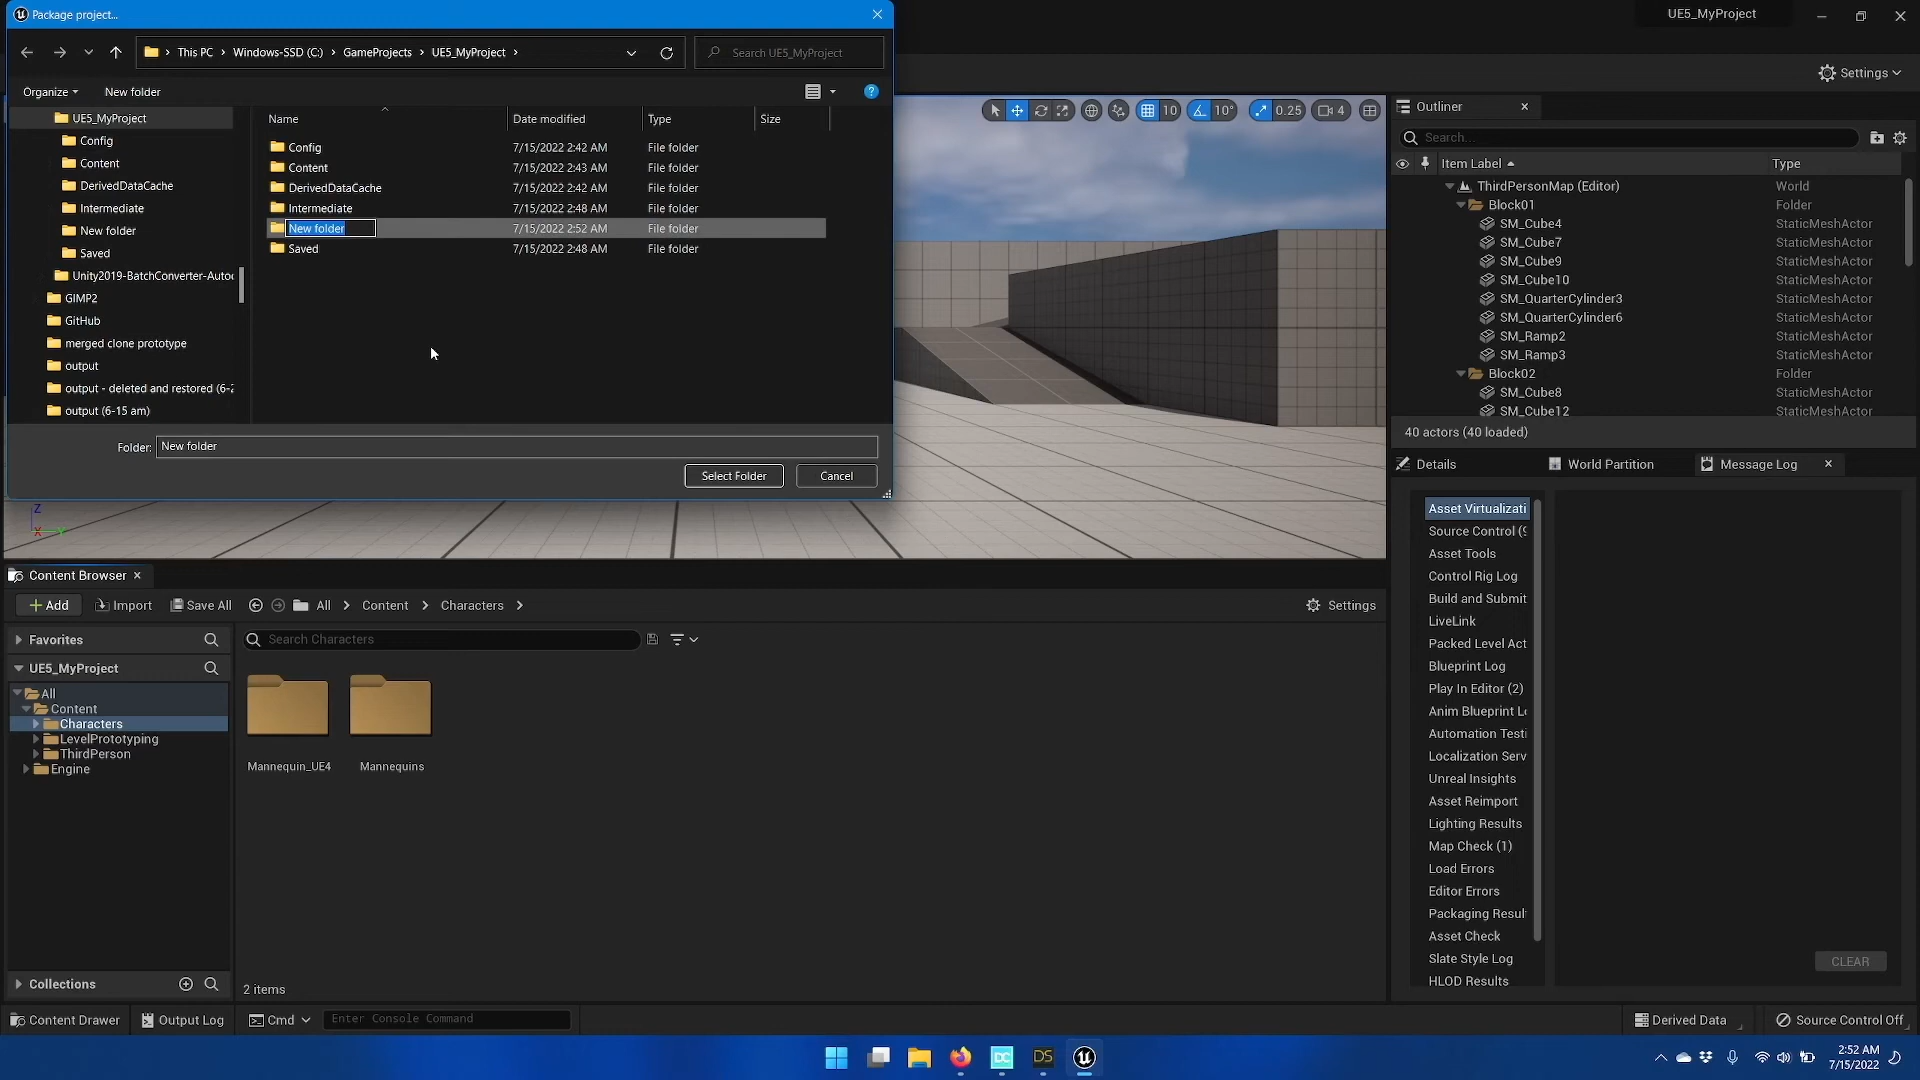 Package project...
UE5_MyProject
This PC > Windows-SSD (C:) > GameProjects > UE5_MyProject >
Search UE5_MyProject
Settings
Organize
New folder
UE5_MyProject
Config
Content
DerivedDataCache
Intermediate
New folder
Saved
Unity2019-BatchConverter-Autoc
GIMP2
GitHub
merged clone prototype
output
output - deleted and restored (6-2
output (6-15 am)
Name Date modified Type Size
Config 7/15/2022 2:42 AM File folder
Content 7/15/2022 2:43 AM File folder
DerivedDataCache 7/15/2022 2:42 AM File folder
Intermediate 7/15/2022 2:48 AM File folder
New folder 7/15/2022 2:52 AM File folder
Saved 7/15/2022 2:48 AM File folder
Folder: New folder
Select Folder Cancel
10 10° 0.25 4
Outliner
Search...
Item Label Type
ThirdPersonMap (Editor) World
Block01 Folder
SM_Cube4 StaticMeshActor
SM_Cube7 StaticMeshActor
SM_Cube9 StaticMeshActor
SM_Cube10 StaticMeshActor
SM_QuarterCylinder3 StaticMeshActor
SM_QuarterCylinder6 StaticMeshActor
SM_Ramp2 StaticMeshActor
SM_Ramp3 StaticMeshActor
Block02 Folder
SM_Cube8 StaticMeshActor
SM_Cube12 StaticMeshActor
40 actors (40 loaded)
Details World Partition Message Log
Asset Virtualizati
Source Control (S
Asset Tools
Control Rig Log
Build and Submit
LiveLink
Packed Level Act
Blueprint Log
Play In Editor (2)
Anim Blueprint Lo
Automation Testi
Localization Serv
Unreal Insights
Asset Reimport
Lighting Results
Map Check (1)
Load Errors
Editor Errors
Packaging Resul
Asset Check
Slate Style Log
HLOD Results
CLEAR
Z
X Y
Content Browser
Add Import Save All All > Content > Characters > Settings
Favorites
Search Characters
UE5_MyProject
All
Content
Characters
LevelPrototyping
ThirdPerson
Engine
Mannequin_UE4 Mannequins
Collections
2 items
Content Drawer Output Log Cmd Enter Console Command Derived Data Source Control Off
DC DS
2:52 AM
7/15/2022